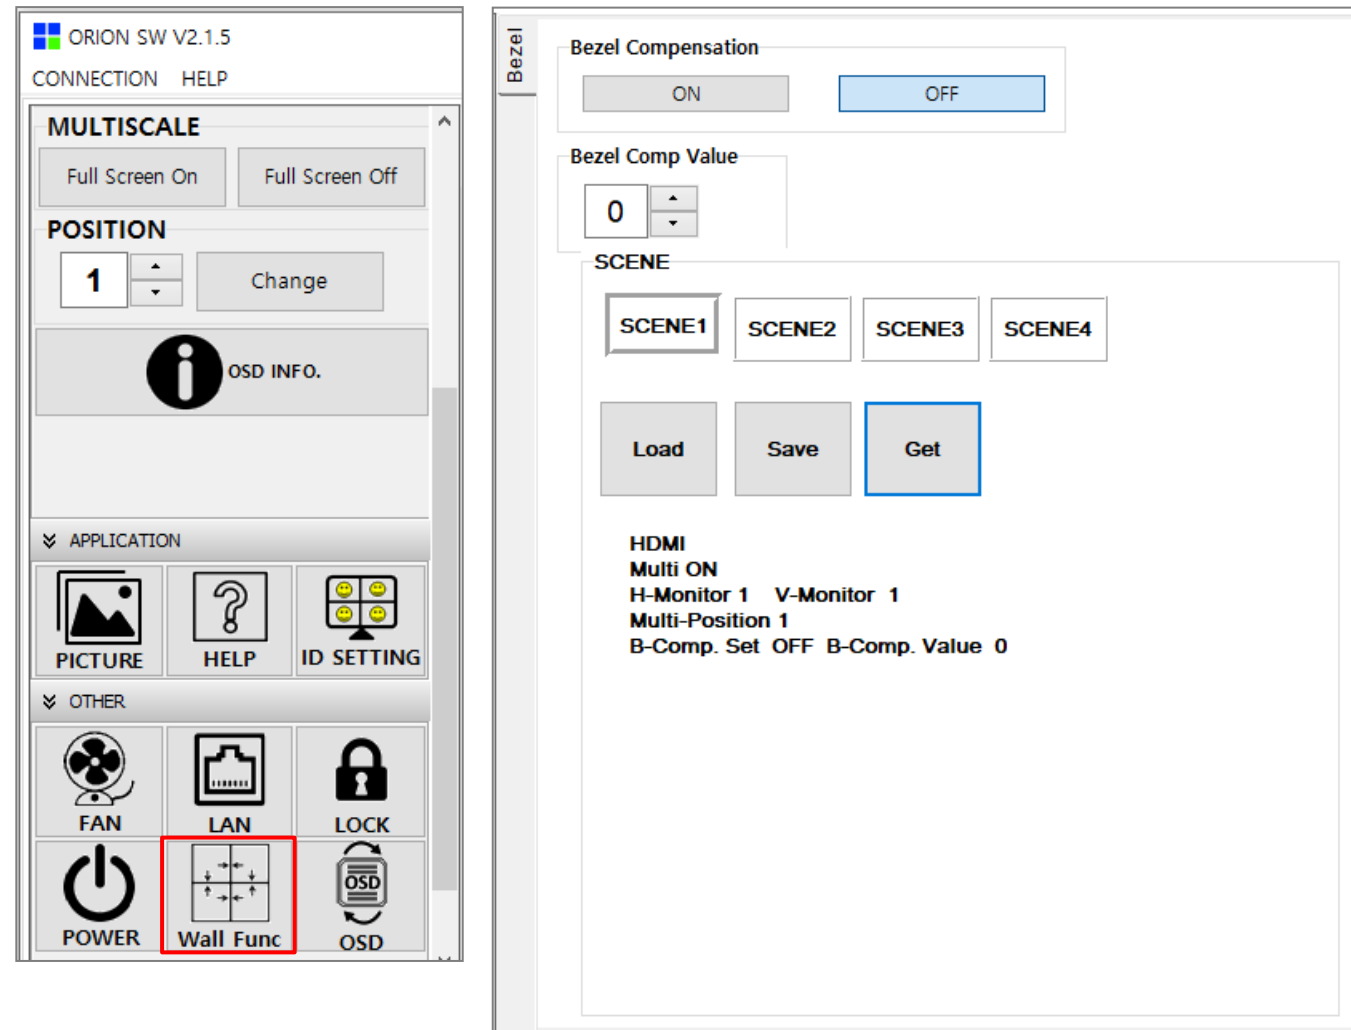 ORION SW V2.1.5
CONNECTION HELP
MULTISCALE
Full Screen On Full Screen Off
POSITION
1 Change
OSD INFO.
APPLICATION
PICTURE HELP ID SETTING
OTHER
FAN LAN LOCK
OSD
POWER Wall Func OSD
Bezel
Bezel Compensation
ON OFF
Bezel Comp Value
0
SCENE
SCENE1 SCENE2 SCENE3 SCENE4
Load Save Get
HDMI
Multi ON
H-Monitor 1 V-Monitor 1
Multi-Position 1
B-Comp. Set OFF B-Comp. Value 0